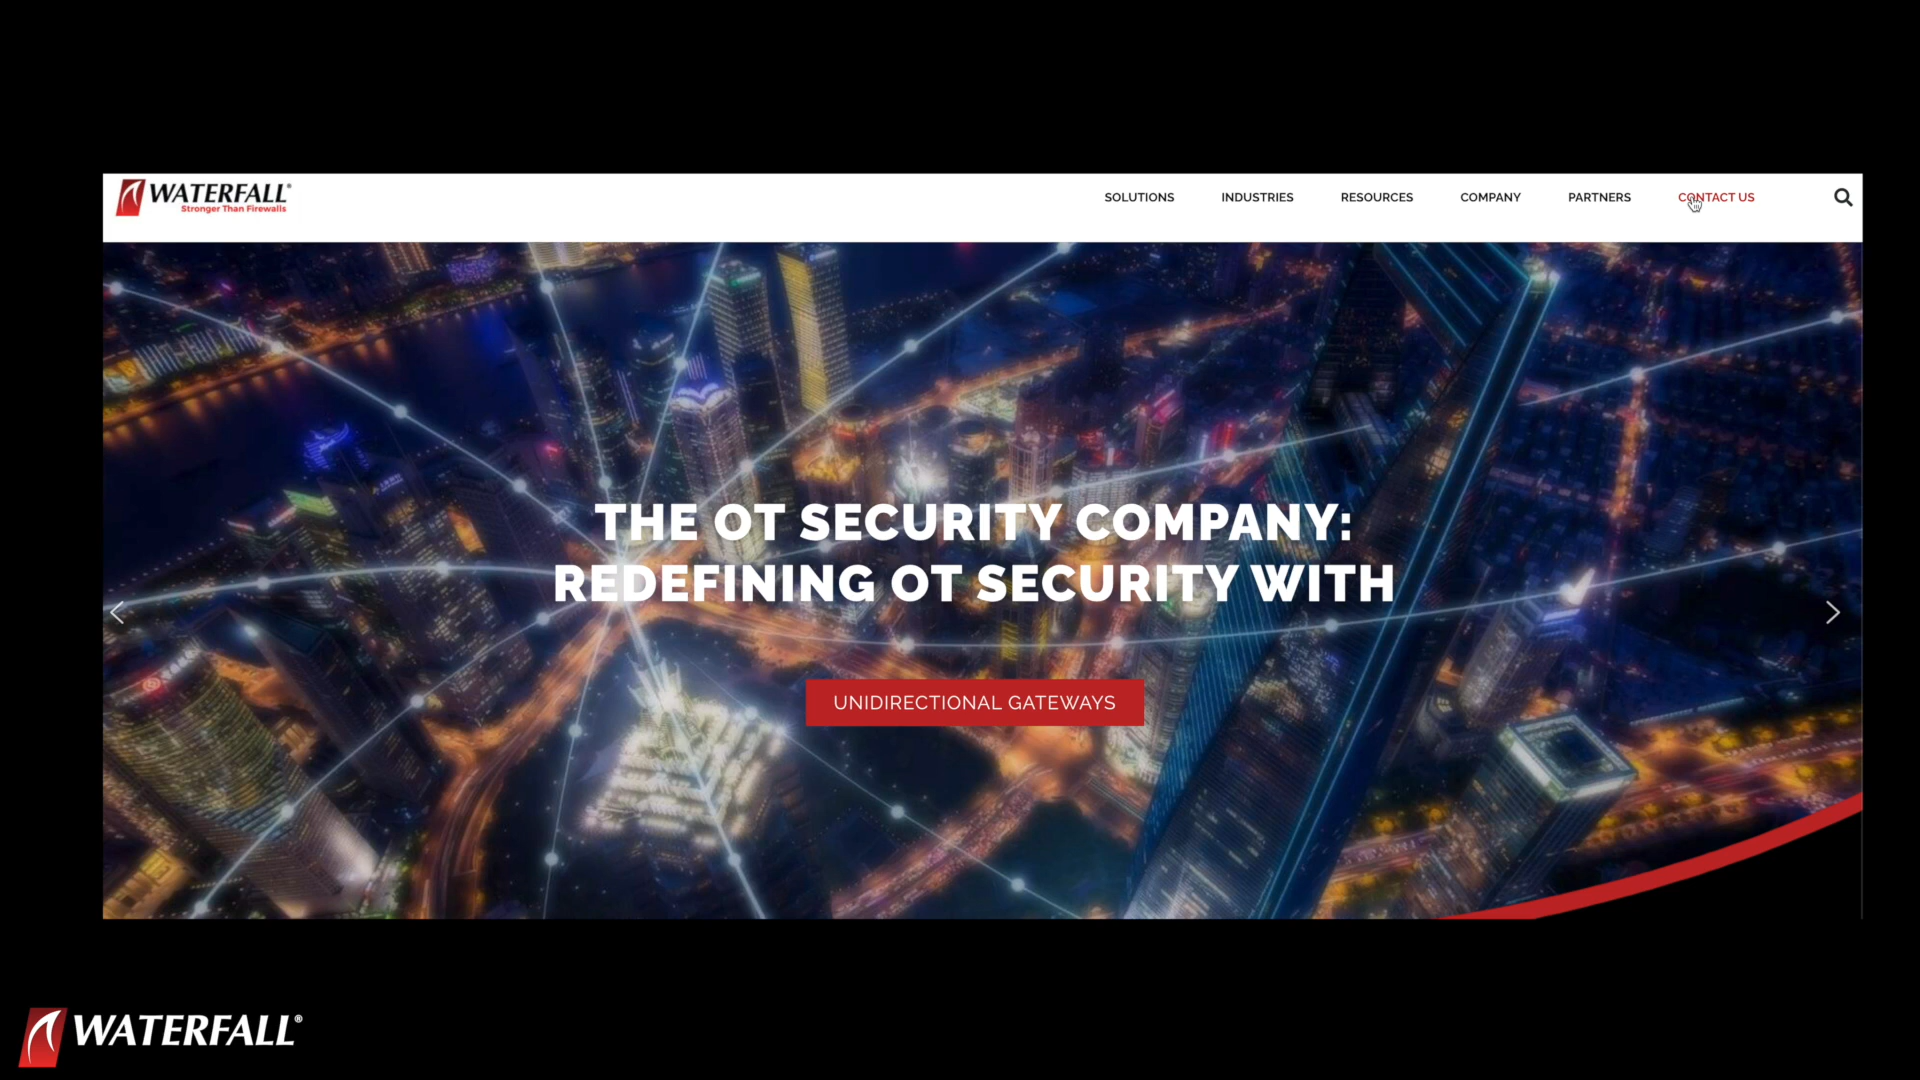 WATERFALL®
Stronger Than Firewalls
SOLUTIONS
INDUSTRIES
RESOURCES
COMPANY
PARTNERS
CONTACT US
THE OT SECURITY COMPANY:
REDEFINING OT SECURITY WITH
UNIDIRECTIONAL GATEWAYS
WATERFALL®